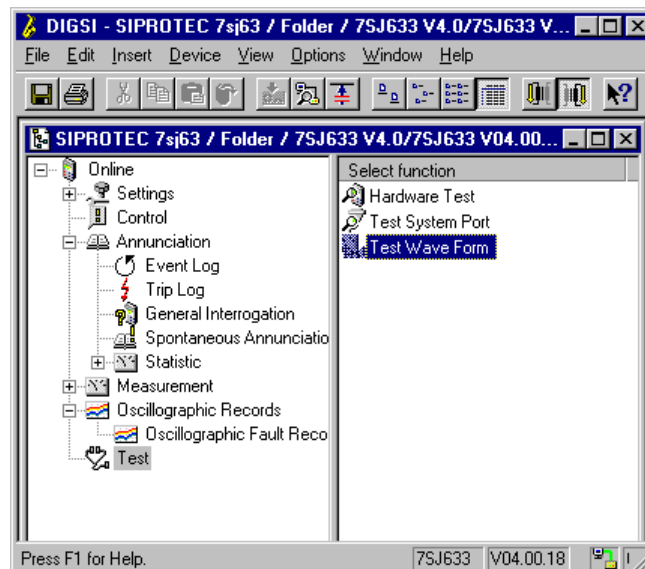 DIGSI - SIPROTEC 7sj63 / Folder / 7SJ633 V4.0/7SJ633 V...
File Edit Insert Device View Options Window Help
SIPROTEC 7sj63 / Folder / 7SJ633 V4.0/7SJ633 V04.00...
Online
Settings
Control
Annunciation
Event Log
Trip Log
General Interrogation
Spontaneous Annunciatio
Statistic
Measurement
Oscillographic Records
Oscillographic Fault Reco
Test
Select function
Hardware Test
Test System Port
Test Wave Form
Press F1 for Help.
7SJ633 V04.00.18